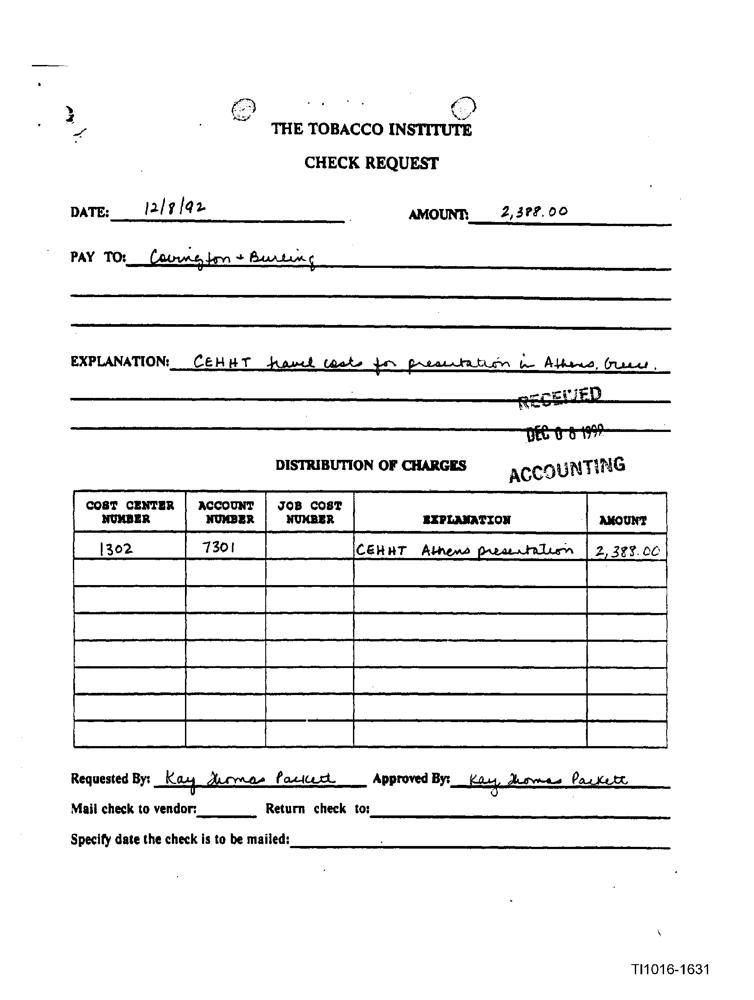 THE TOBACCO INSTITUTE
CHECK REQUEST
DATE: 12/8/92 AMOUNT: 2,388.00
PAY TO: Covington + Burling
EXPLANATION: CEHHT travel costs for presentation in Athens, Greece.
RECEIVED
DEC 08 1992
DISTRIBUTION OF CHARGES
ACCOUNTING
COST CENTER NUMBER ACCOUNT NUMBER JOB COST NUMBER EXPLANATION AMOUNT
1302 7301 CEHHT Athens presentation 2,388.00
Requested By: Kay Thomas Packett Approved By: Kay Thomas Packett
Mail check to vendor: Return check to:
Specify date the check is to be mailed:
TI1016-1631